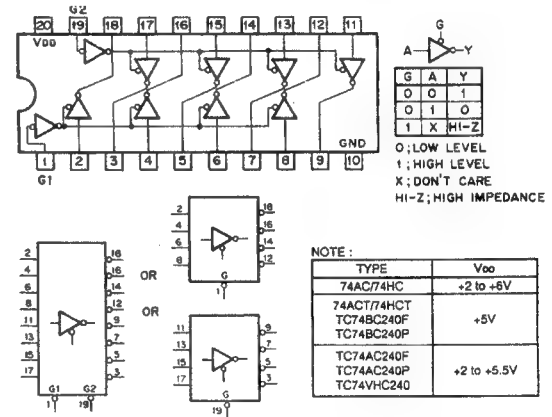 G2
20 19 18 17 16 15 14 13 12 11
VDD
GND
1 2 3 4 5 6 7 8 9 10
G1
G
A Y
G A Y
0 0 1
0 1 0
1 X HI-Z
0;LOW LEVEL
1;HIGH LEVEL
X;DON'T CARE
HI-Z;HIGH IMPEDANCE
2 18
4 16
6 14
8 12
11 9
13 7
15 5
17 3
G1 G2
1 19
OR
OR
2 18
4 16
6 14
8 12
G
1
11 9
13 7
15 5
17 3
G
19
NOTE :
TYPE VDD
74AC/74HC +2 to +6V
74ACT/74HCT
TC74BC240F
TC74BC240P
+5V
TC74AC240F
TC74AC240P
TC74VHC240
+2 to +5.5V